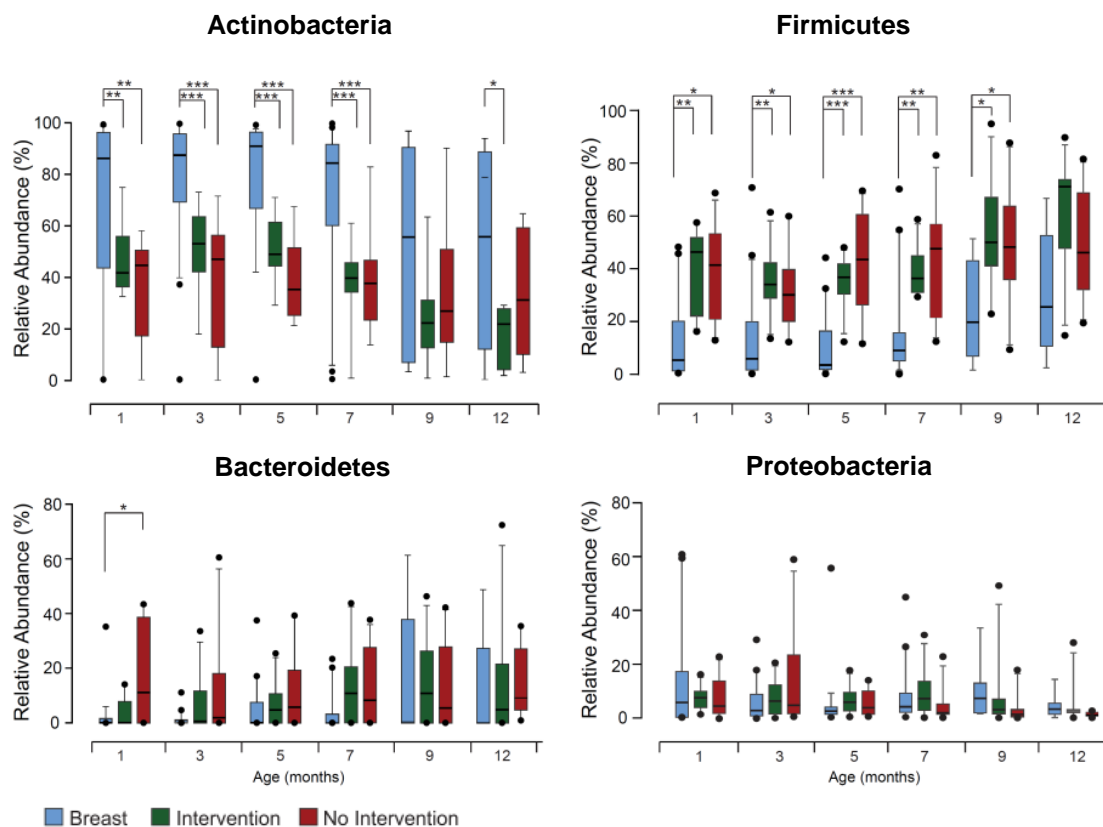 Actinobacteria
** 
**
***
***
***
***
***
***
*
Relative Abundance (%)
100
80
60
40
20
0
1 3 5 7 9 12
Firmicutes
*
**
*
**
***
***
**
**
*
*
Relative Abundance (%)
100
80
60
40
20
0
1 3 5 7 9 12
Bacteroidetes
*
Relative Abundance (%)
80
60
40
20
0
1 3 5 7 9 12
Age (months)
Proteobacteria
Relative Abundance (%)
80
60
40
20
0
1 3 5 7 9 12
Age (months)
Breast Intervention No Intervention